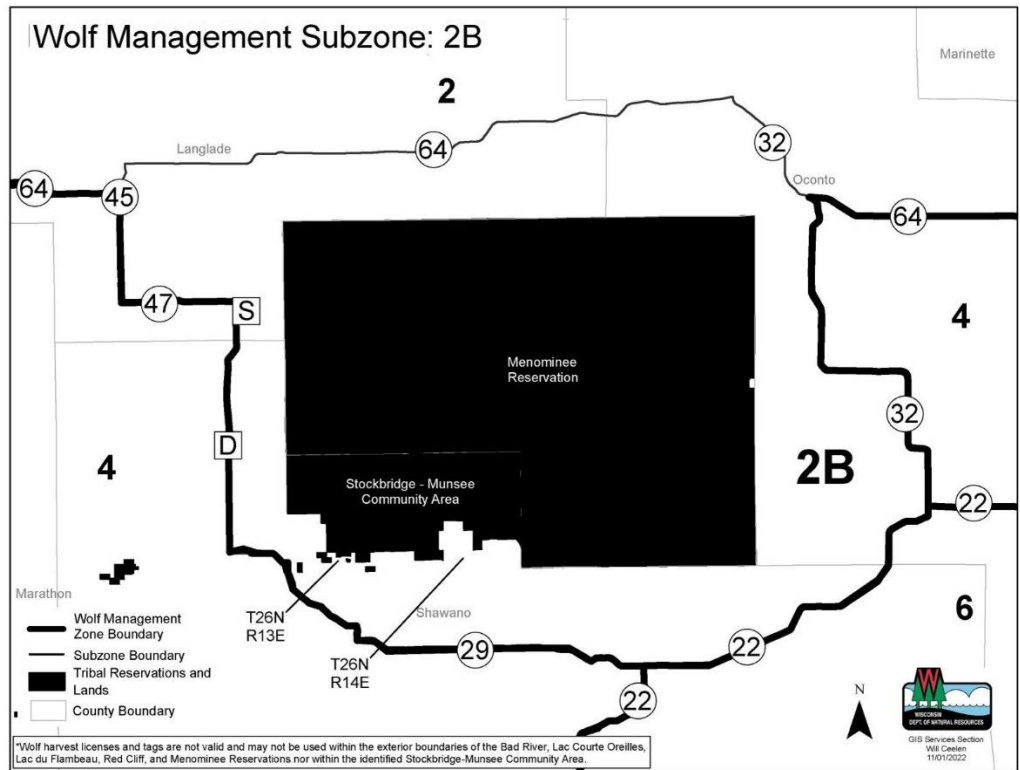 Wolf Management Subzone: 2B
Marinette
2
Langlade
64
32
64
45
Oconto
64
47
S
4
Menominee
Reservation
32
D
4
2B
Stockbridge - Munsee
Community Area
22
Marathon
Shawano
6
T26N
R13E
29
22
T26N
R14E
22
Wolf Management
Zone Boundary
Subzone Boundary
Tribal Reservations and
Lands
County Boundary
N
W
WISCONSIN
DEPT. OF NATURAL RESOURCES
GIS Services Section
Will Ceelen
11/01/2022
*Wolf harvest licenses and tags are not valid and may not be used within the exterior boundaries of the Bad River, Lac Courte Oreilles,
Lac du Flambeau, Red Cliff, and Menominee Reservations nor within the identified Stockbridge-Munsee Community Area.